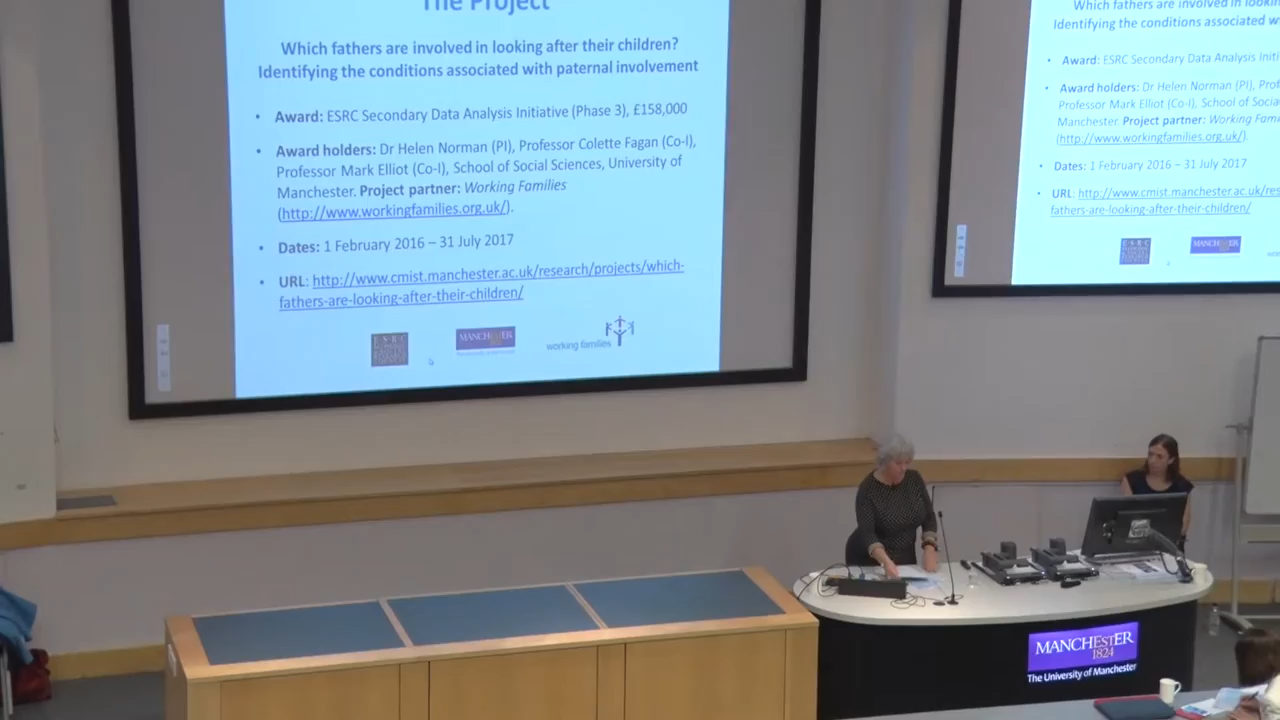 The Project
Which fathers are involved in looking after their children?
Identifying the conditions associated with paternal involvement
• Award: ESRC Secondary Data Analysis Initiative (Phase 3), £158,000
• Award holders: Dr Helen Norman (PI), Professor Colette Fagan (Co-I),
Professor Mark Elliot (Co-I), School of Social Sciences, University of
Manchester. Project partner: Working Families
(http://www.workingfamilies.org.uk/).
• Dates: 1 February 2016 – 31 July 2017
• URL: http://www.cmist.manchester.ac.uk/research/projects/which-
fathers-are-looking-after-their-children/
E·S·R·C
MANCHESTER
working families
Which fathers are involved in lookin
Identifying the conditions associated w
• Award: ESRC Secondary Data Analysis Initi
• Award holders: Dr Helen Norman (PI), Prof
Professor Mark Elliot (Co-I), School of Socia
Manchester. Project partner: Working Fam
(http://www.workingfamilies.org.uk/).
• Dates: 1 February 2016 – 31 July 2017
• URL: http://www.cmist.manchester.ac.uk/res
fathers-are-looking-after-their-children/
E·S·R·C
MANCHESTER
MANCHESTER
1824
The University of Manchester